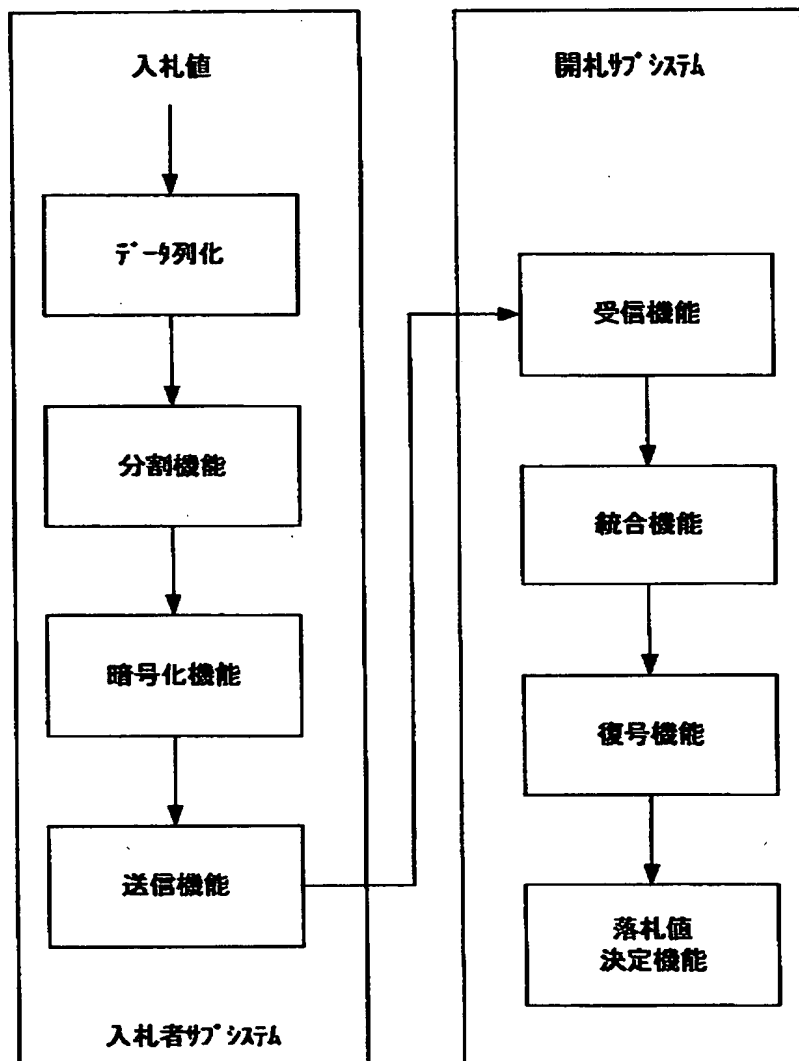 入札値
ﾃﾞｰﾀ列化
分割機能
暗号化機能
送信機能
入札者ｻﾌﾞｼｽﾃﾑ
開札ｻﾌﾞｼｽﾃﾑ
受信機能
統合機能
復号機能
落札値
決定機能